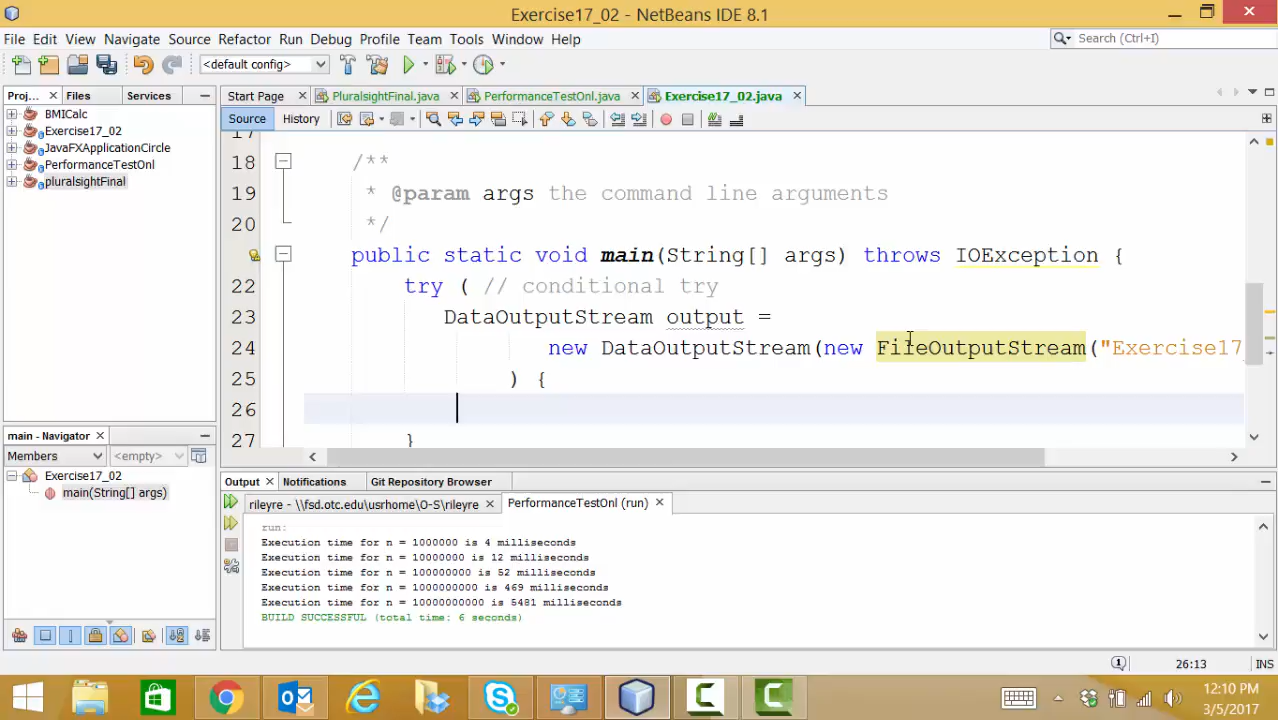 Exercise17_02 - NetBeans IDE 8.1
File Edit View Navigate Source Refactor Run Debug Profile Team Tools Window Help
Search (Ctrl+I)
<default config>
Proj... Files Services
Start Page PluralsightFinal.java PerformanceTestOnl.java Exercise17_02.java
BMICalc
Exercise17_02
JavaFXApplicationCircle
PerformanceTestOnl
pluralsightFinal
Source History
17
18 /**
19 * @param args the command line arguments
20 */
public static void main(String[] args) throws IOException {
22 try ( // conditional try
23 DataOutputStream output =
24 new DataOutputStream(new FileOutputStream("Exercise17
25 ) {
26
27 }
main - Navigator
Members <empty>
Exercise17_02
main(String[] args)
Output Notifications Git Repository Browser
rileyre - \\fsd.otc.edu\usrhome\O-S\rileyre PerformanceTestOnl (run)
run:
Execution time for n = 1000000 is 4 milliseconds
Execution time for n = 10000000 is 12 milliseconds
Execution time for n = 100000000 is 52 milliseconds
Execution time for n = 1000000000 is 469 milliseconds
Execution time for n = 10000000000 is 5481 milliseconds
BUILD SUCCESSFUL (total time: 6 seconds)
1 26:13 INS
12:10 PM
3/5/2017